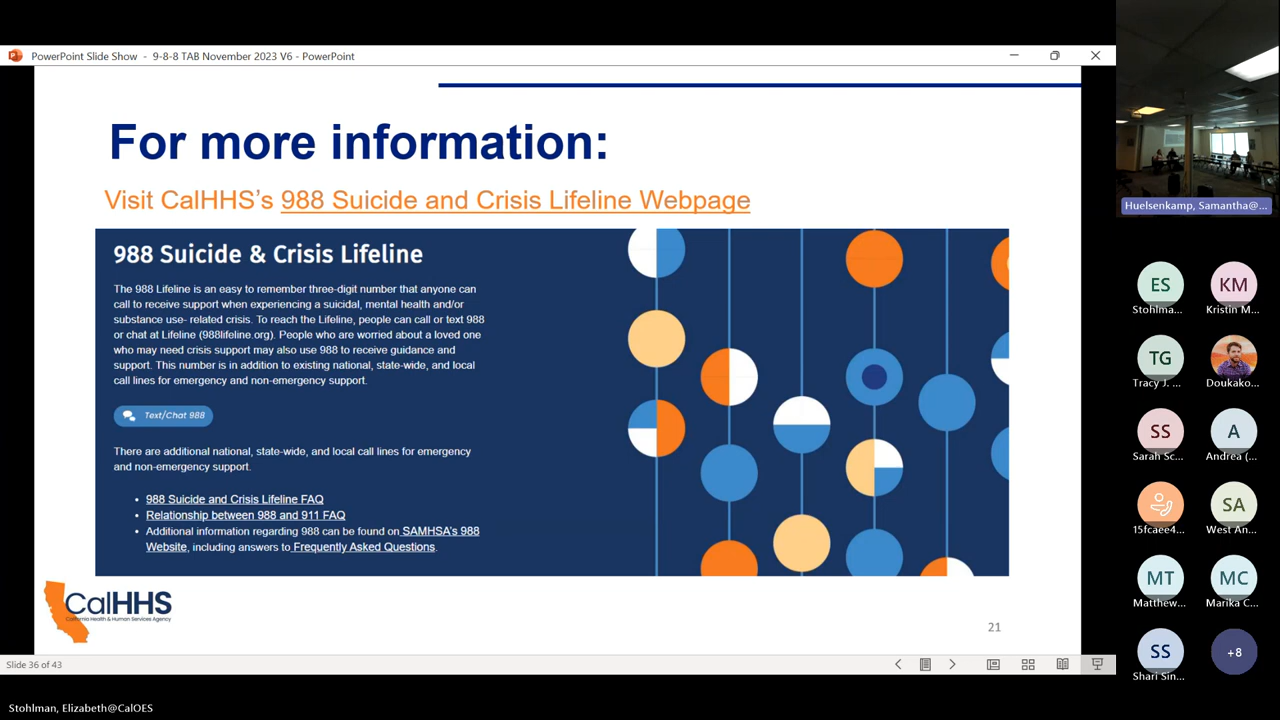 PowerPoint Slide Show - 9-8-8 TAB November 2023 V6 - PowerPoint
For more information:
Visit CalHHS’s 988 Suicide and Crisis Lifeline Webpage
988 Suicide & Crisis Lifeline
The 988 Lifeline is an easy to remember three-digit number that anyone can
call to receive support when experiencing a suicidal, mental health and/or
substance use- related crisis. To reach the Lifeline, people can call or text 988
or chat at Lifeline (988lifeline.org). People who are worried about a loved one
who may need crisis support may also use 988 to receive guidance and
support. This number is in addition to existing national, state-wide, and local
call lines for emergency and non-emergency support.
Text/Chat 988
There are additional national, state-wide, and local call lines for emergency
and non-emergency support.
• 988 Suicide and Crisis Lifeline FAQ
• Relationship between 988 and 911 FAQ
• Additional information regarding 988 can be found on SAMHSA's 988
Website, including answers to Frequently Asked Questions.
CalHHS
California Health & Human Services Agency
21
Slide 36 of 43
Stohlman, Elizabeth@CalOES
Huelsenkamp, Samantha@...
ES
KM
Stohlma...
Kristin M...
TG
Tracy J. ...
Doukako...
SS
A
Sarah Sc...
Andrea (...
SA
15fcaee4...
West An...
MT
MC
Matthew...
Marika C...
SS
+8
Shari Sin...